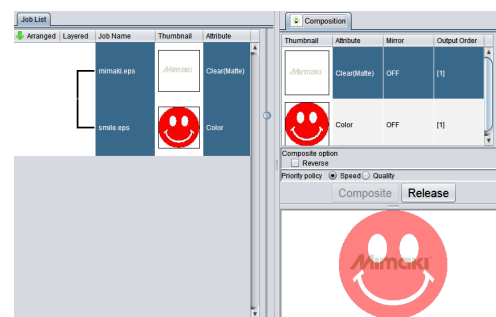 Job List
Arranged Layered Job Name Thumbnail Attribute
mimaki.eps Mimaki Clear(Matte)
smile.eps Color
Composition
Thumbnail Attribute Mirror Output Order
Mimaki Clear(Matte) OFF [1]
Color OFF [1]
Composite option
Reverse
Priority policy Speed Quality
Composite Release
Mimaki